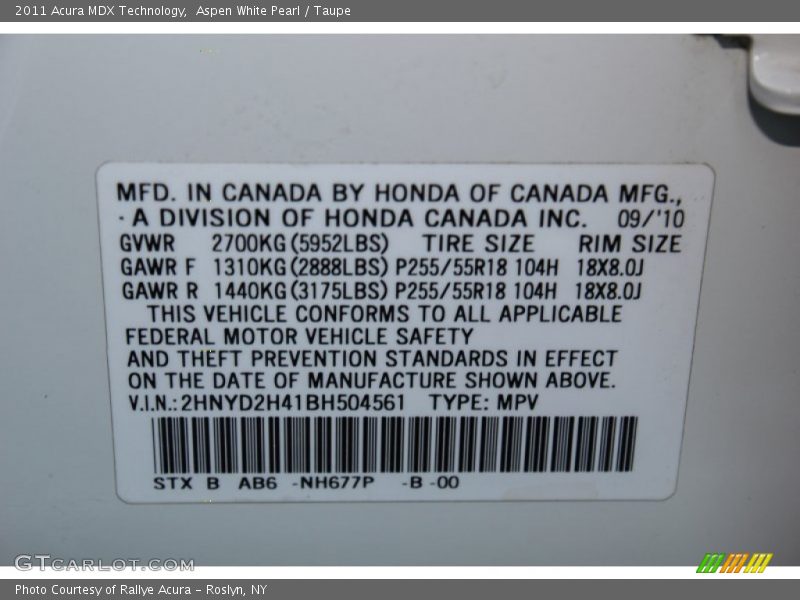 2011 Acura MDX Technology,  Aspen White Pearl / Taupe
MFD. IN CANADA BY HONDA OF CANADA MFG.,
A DIVISION OF HONDA CANADA INC.  09/'10
GVWR  2700KG(5952LBS)  TIRE SIZE  RIM SIZE
GAWR F  1310KG(2888LBS) P255/55R18 104H  18X8.0J
GAWR R  1440KG(3175LBS) P255/55R18 104H  18X8.0J
THIS VEHICLE CONFORMS TO ALL APPLICABLE
FEDERAL MOTOR VEHICLE SAFETY
AND THEFT PREVENTION STANDARDS IN EFFECT
ON THE DATE OF MANUFACTURE SHOWN ABOVE.
V.I.N.:2HNYD2H41BH504561  TYPE: MPV
STX  B  AB6  -NH677P  -B -00
GTCARLOT.COM
Photo Courtesy of Rallye Acura - Roslyn, NY